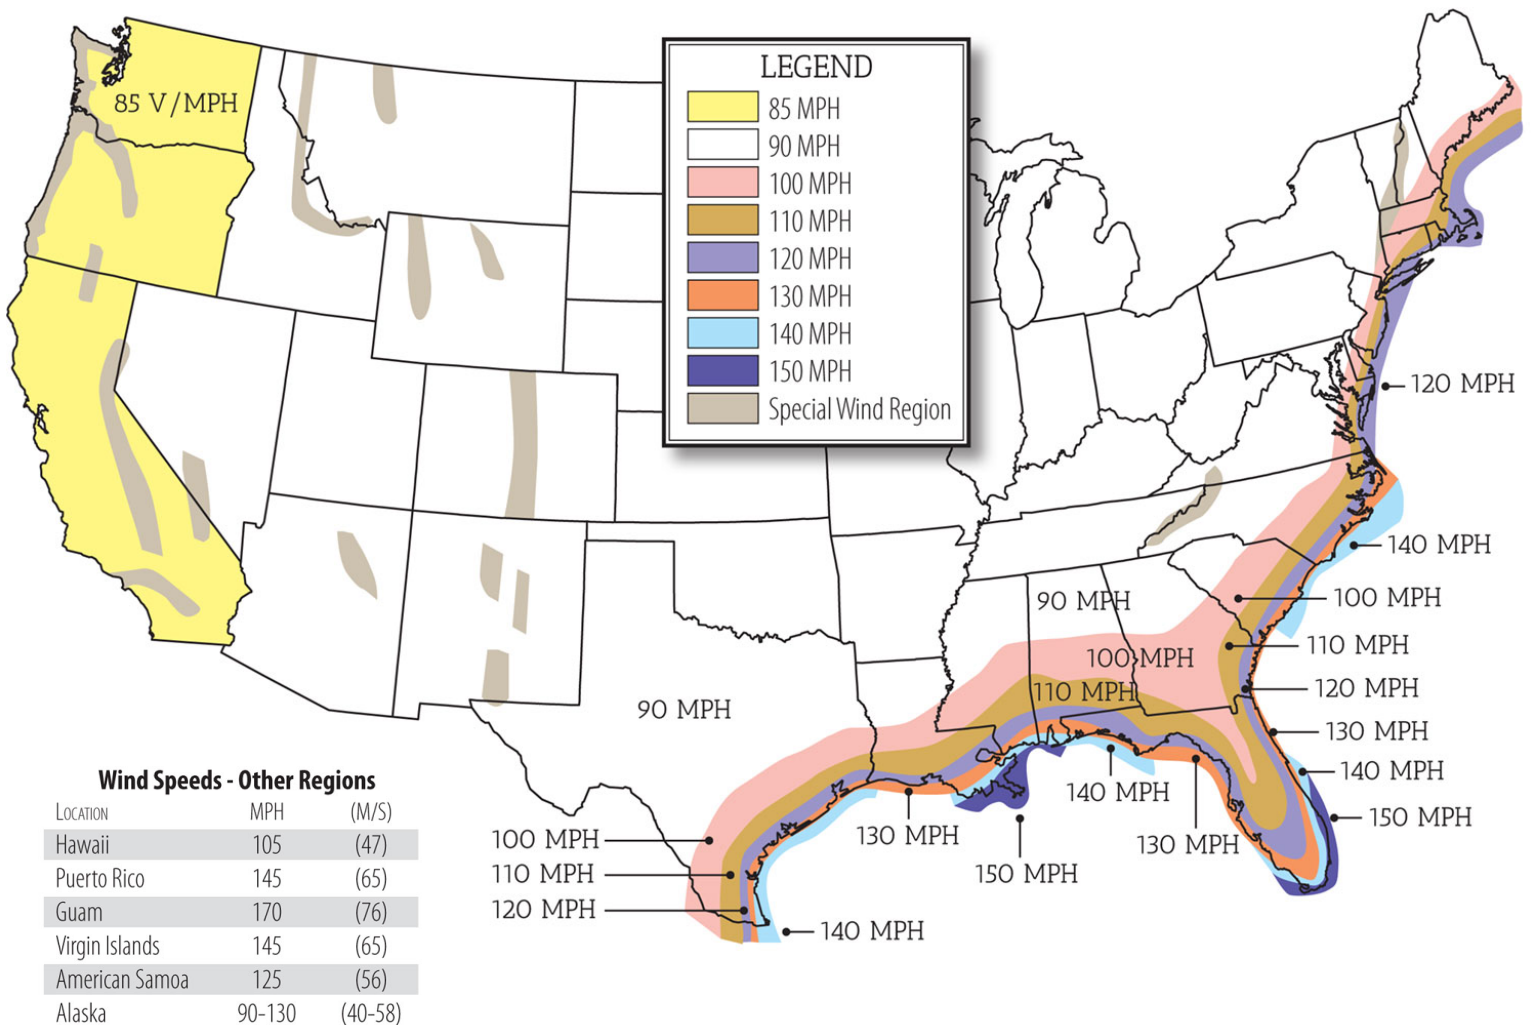 LEGEND
85 MPH
90 MPH
100 MPH
110 MPH
120 MPH
130 MPH
140 MPH
150 MPH
Special Wind Region
85 V/MPH
120 MPH
140 MPH
90 MPH
100 MPH
100 MPH
110 MPH
110 MPH
120 MPH
90 MPH
130 MPH
140 MPH
140 MPH
150 MPH
100 MPH
130 MPH
130 MPH
110 MPH
150 MPH
120 MPH
140 MPH
Wind Speeds - Other Regions
Location MPH (M/S)
Hawaii 105 (47)
Puerto Rico 145 (65)
Guam 170 (76)
Virgin Islands 145 (65)
American Samoa 125 (56)
Alaska 90-130 (40-58)